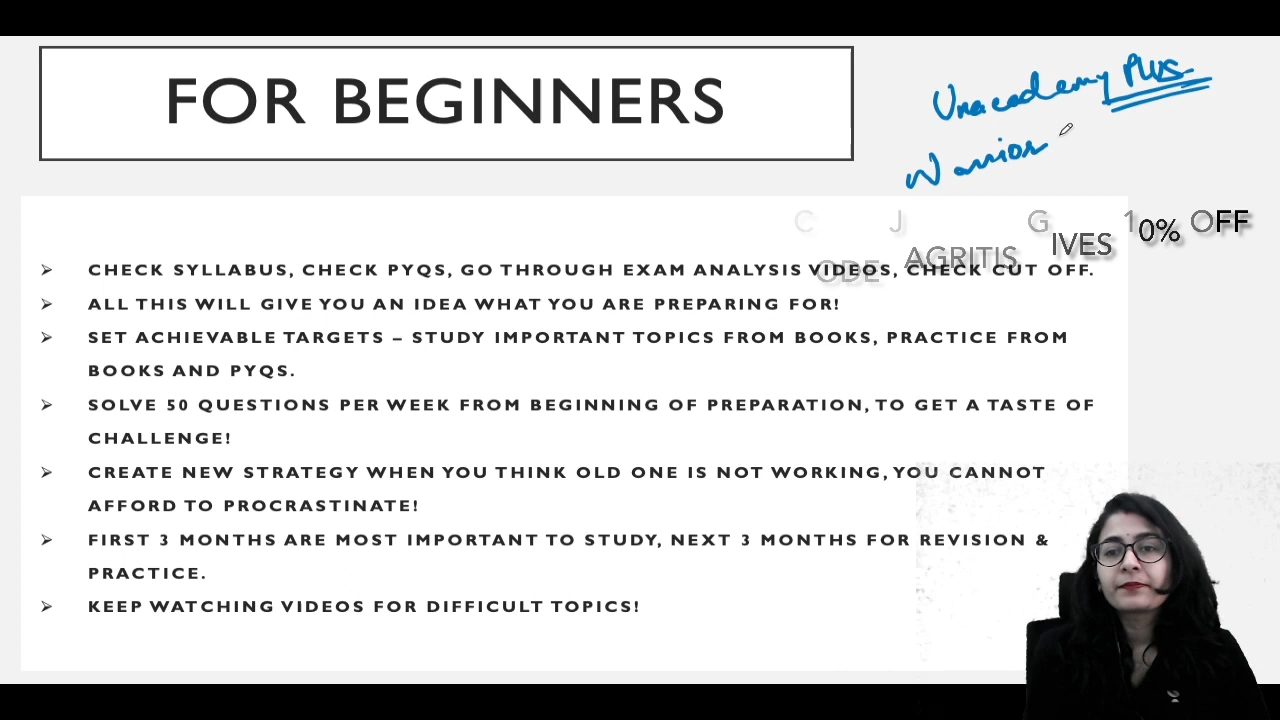 FOR BEGINNERS
Unacademy Plus
Warrior
CODE JAGRITIS GIVES 10% OFF
➢ CHECK SYLLABUS, CHECK PYQS, GO THROUGH EXAM ANALYSIS VIDEOS, CHECK CUT OFF.
➢ ALL THIS WILL GIVE YOU AN IDEA WHAT YOU ARE PREPARING FOR!
➢ SET ACHIEVABLE TARGETS – STUDY IMPORTANT TOPICS FROM BOOKS, PRACTICE FROM
BOOKS AND PYQS.
➢ SOLVE 50 QUESTIONS PER WEEK FROM BEGINNING OF PREPARATION, TO GET A TASTE OF
CHALLENGE!
➢ CREATE NEW STRATEGY WHEN YOU THINK OLD ONE IS NOT WORKING, YOU CANNOT
AFFORD TO PROCRASTINATE!
➢ FIRST 3 MONTHS ARE MOST IMPORTANT TO STUDY, NEXT 3 MONTHS FOR REVISION &
PRACTICE.
➢ KEEP WATCHING VIDEOS FOR DIFFICULT TOPICS!